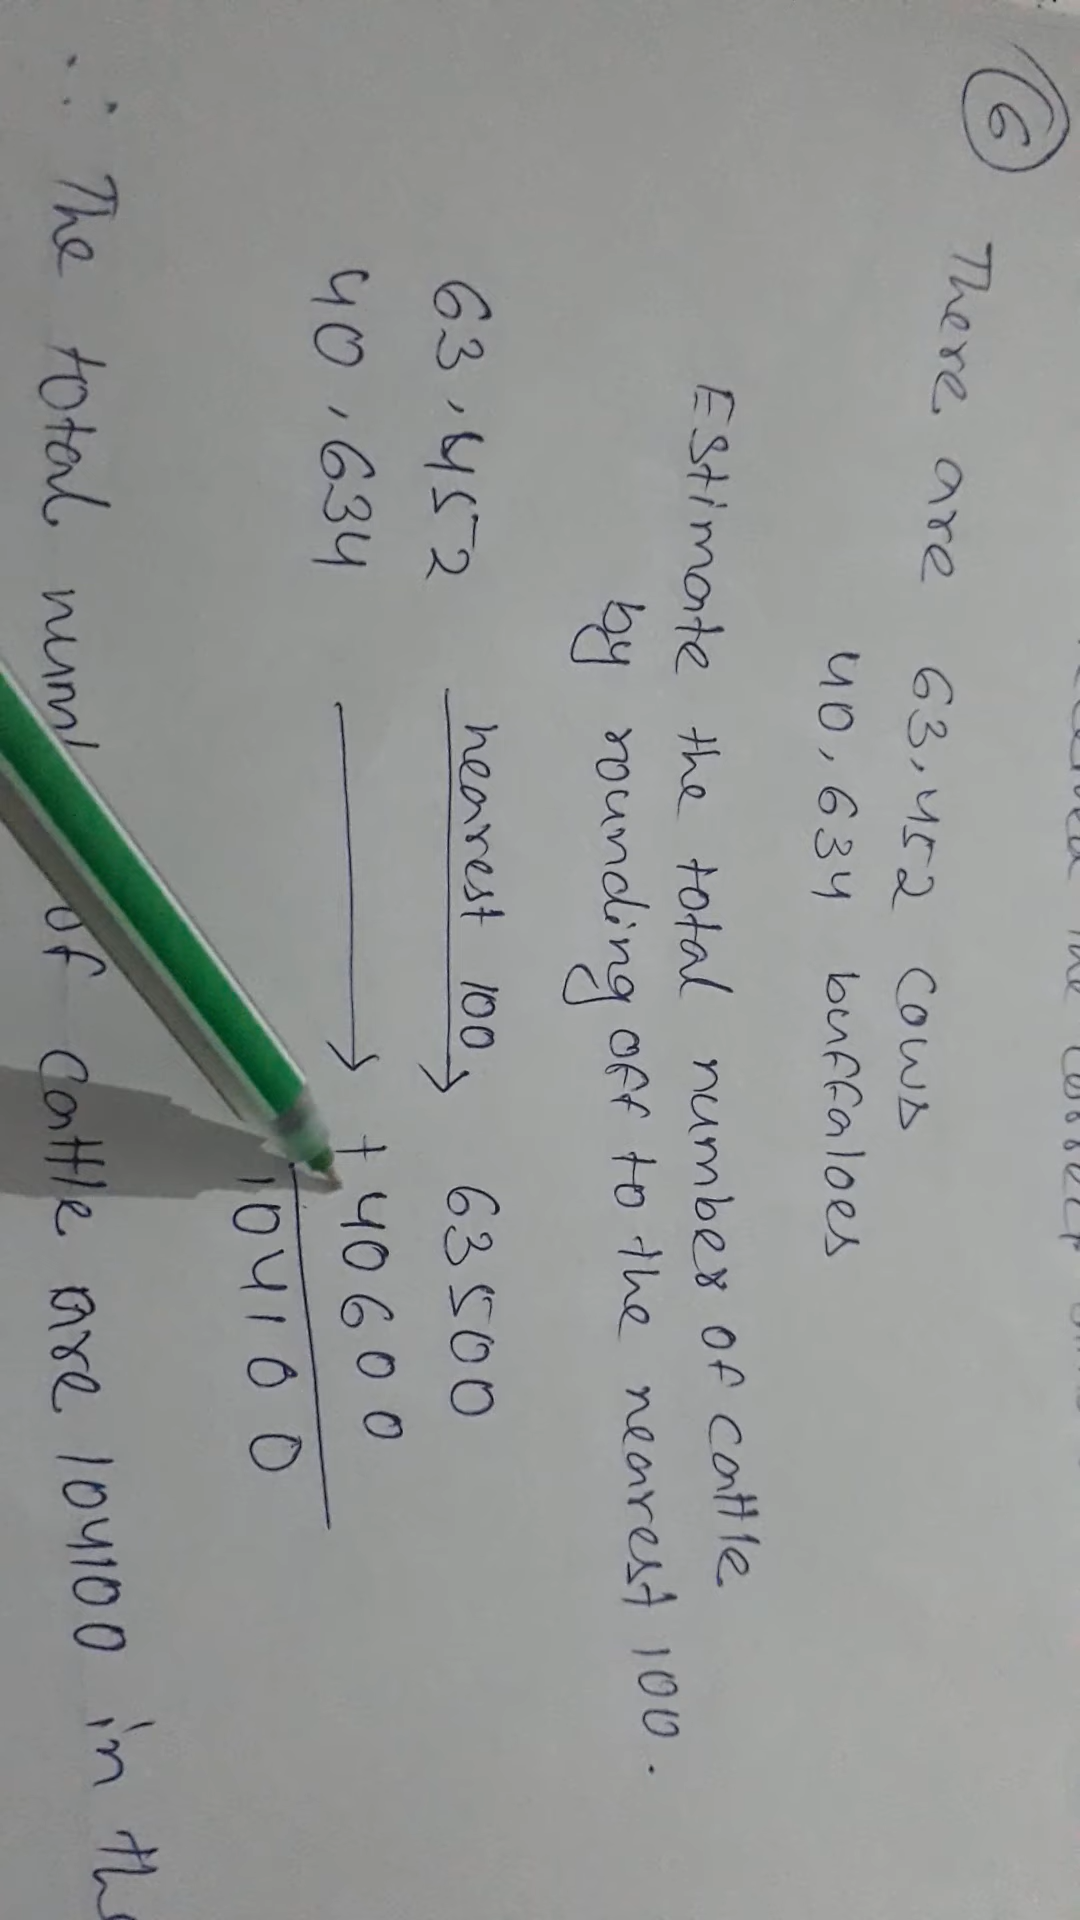 6 There are 63,452 cows
40,634 buffaloes
Estimate the total number of cattle
by rounding off to the nearest 100.
63,452 nearest 100 63500
40,634 + 40600
104100
∴ The total of cattle are 104100 in the